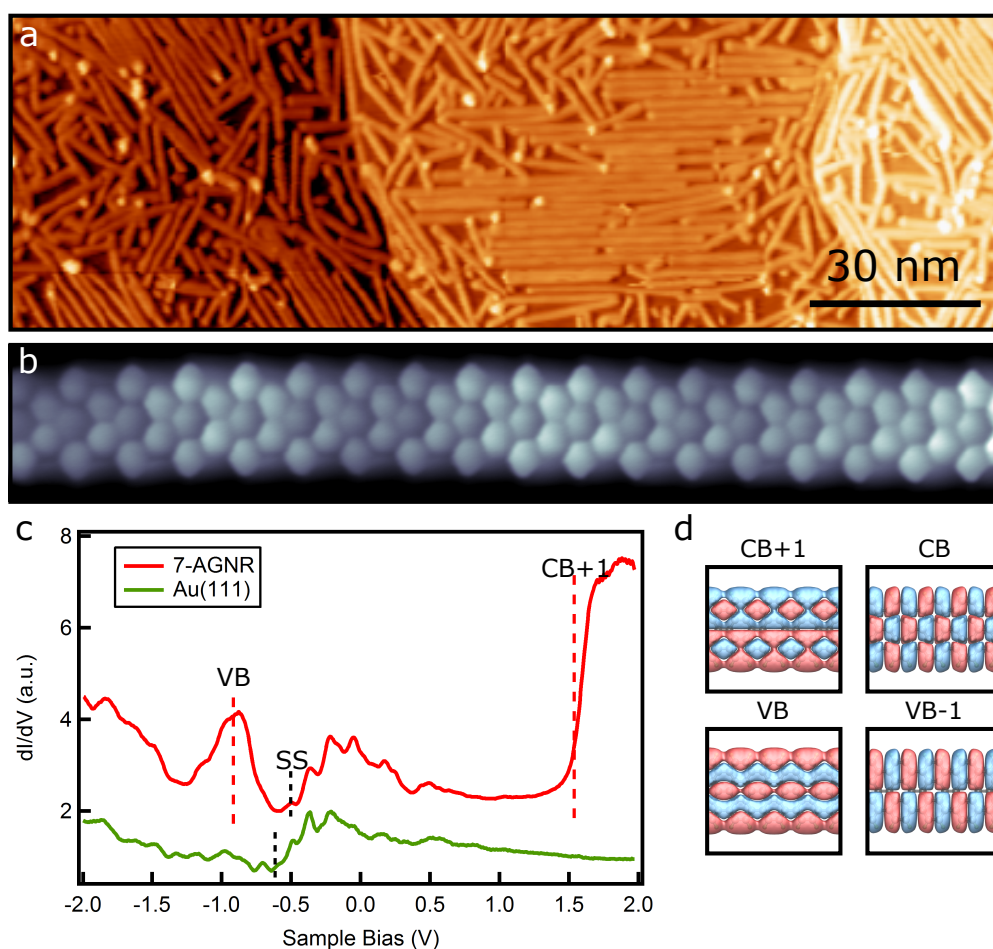 a
30 nm
b
c
8
6
4
2
dI/dV (a.u.)
7-AGNR
Au(111)
VB
SS
CB+1
-2.0 -1.5 -1.0 -0.5 0.0 0.5 1.0 1.5 2.0
Sample Bias (V)
d
CB+1 CB
VB VB-1